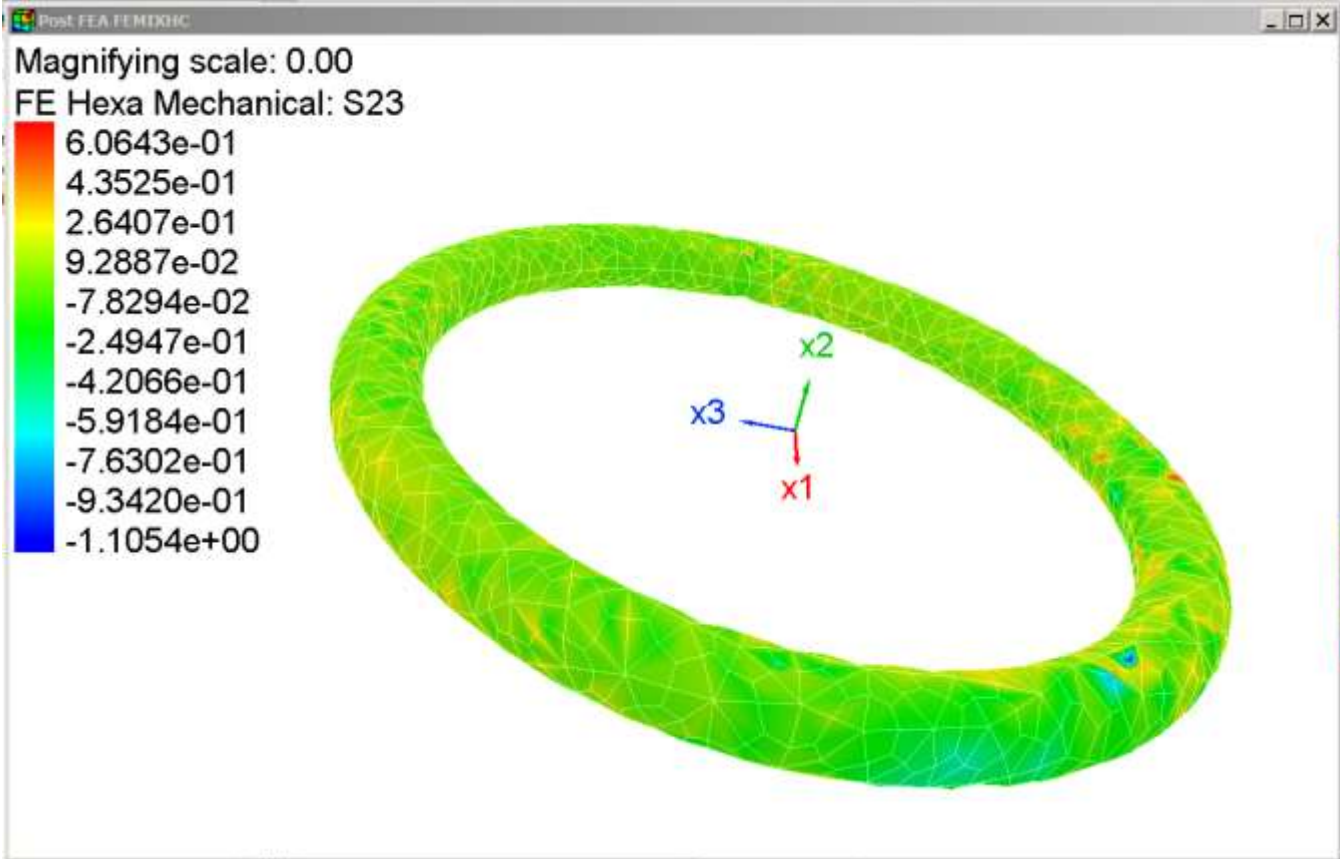 Post FEA FEMIXHC
Magnifying scale: 0.00
FE Hexa Mechanical: S23
6.0643e-01
4.3525e-01
2.6407e-01
9.2887e-02
-7.8294e-02
-2.4947e-01
-4.2066e-01
-5.9184e-01
-7.6302e-01
-9.3420e-01
-1.1054e+00
x2
x3
x1